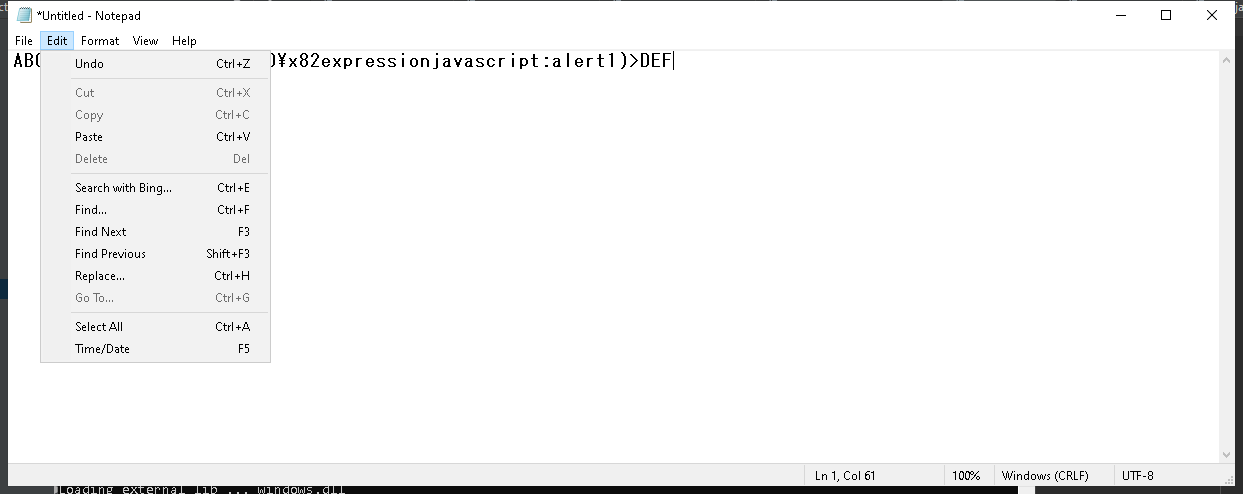 *Untitled - Notepad
File Edit Format View Help
ABC ¥x82expressionjavascript:alert1)>DEF
Undo Ctrl+Z
Cut Ctrl+X
Copy Ctrl+C
Paste Ctrl+V
Delete Del
Search with Bing... Ctrl+E
Find... Ctrl+F
Find Next F3
Find Previous Shift+F3
Replace... Ctrl+H
Go To... Ctrl+G
Select All Ctrl+A
Time/Date F5
Ln 1, Col 61 100% Windows (CRLF) UTF-8
Loading external lib ... windows.dll